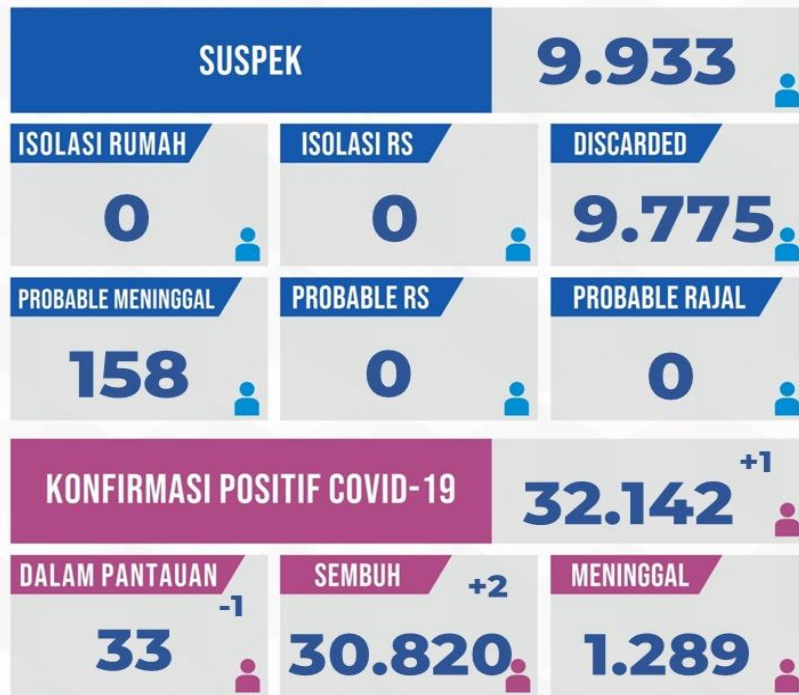 SUSPEK 9.933
ISOLASI RUMAH ISOLASI RS DISCARDED
0 0 9.775
PROBABLE MENINGGAL PROBABLE RS PROBABLE RAJAL
158 0 0
KONFIRMASI POSITIF COVID-19 32.142 +1
DALAM PANTAUAN SEMBUH MENINGGAL
-1 +2
33 30.820 1.289